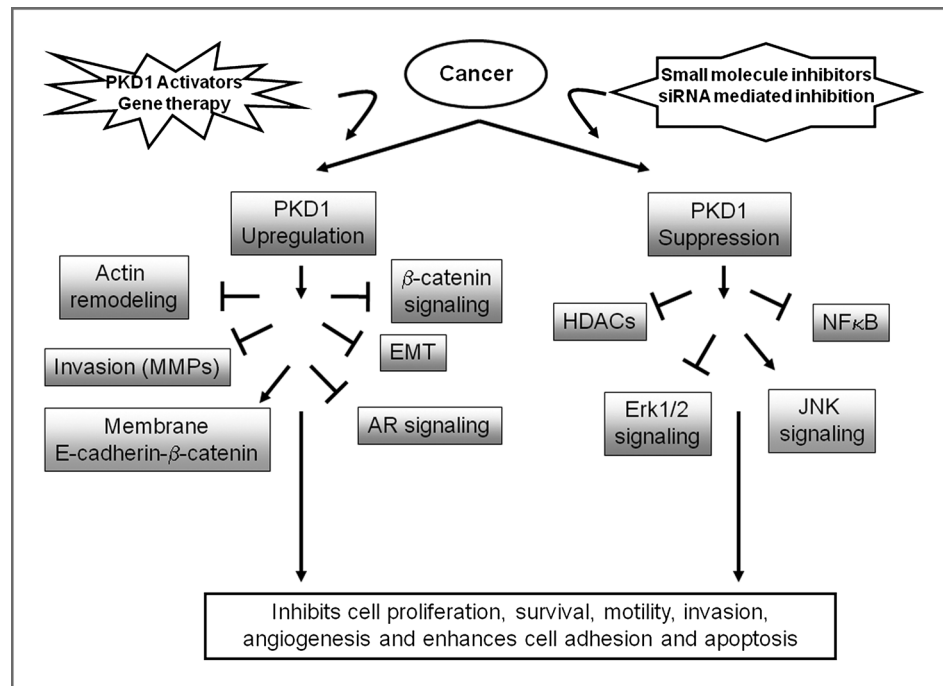 PKD1 Activators
Gene therapy
Cancer
Small molecule inhibitors
siRNA mediated inhibition
PKD1
Upregulation
PKD1
Suppression
Actin
remodeling
β-catenin
signaling
Invasion (MMPs)
EMT
Membrane
E-cadherin-β-catenin
AR signaling
HDACs
NFκB
Erk1/2
signaling
JNK
signaling
Inhibits cell proliferation, survival, motility, invasion,
angiogenesis and enhances cell adhesion and apoptosis